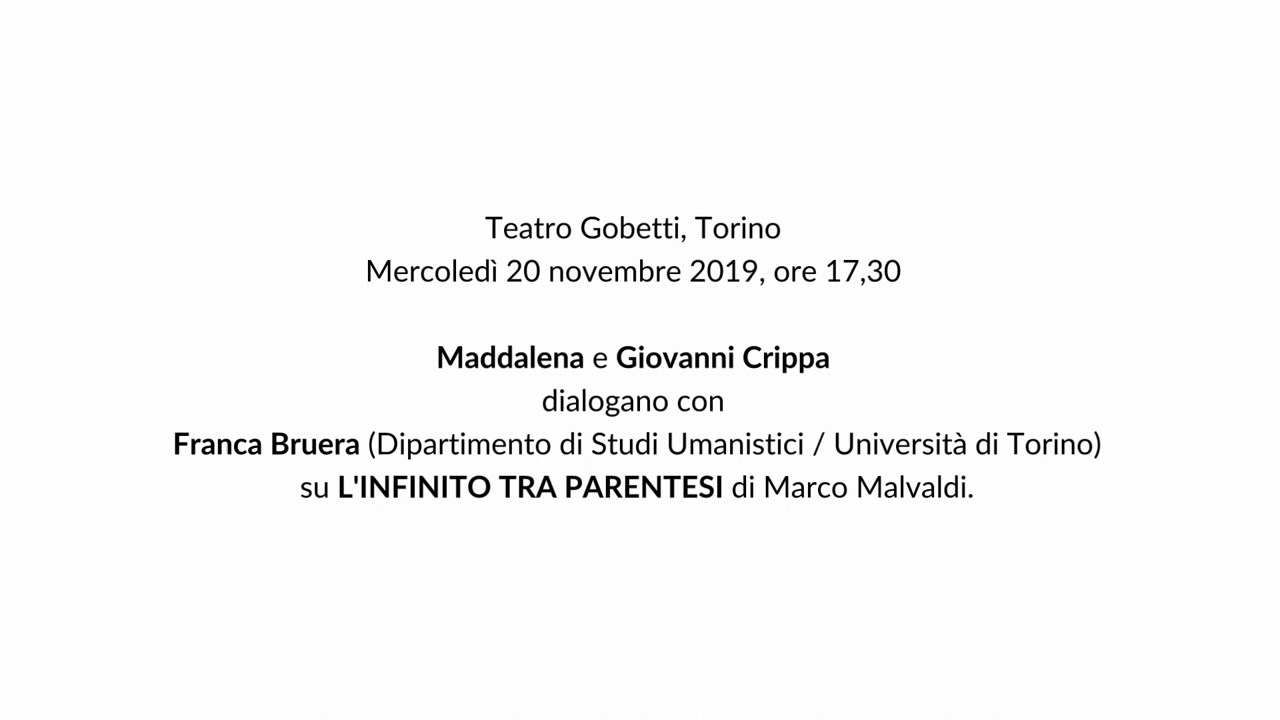 Teatro Gobetti, Torino
Mercoledì 20 novembre 2019, ore 17,30
Maddalena e Giovanni Crippa
dialogano con
Franca Bruera (Dipartimento di Studi Umanistici / Università di Torino)
su L'INFINITO TRA PARENTESI di Marco Malvaldi.